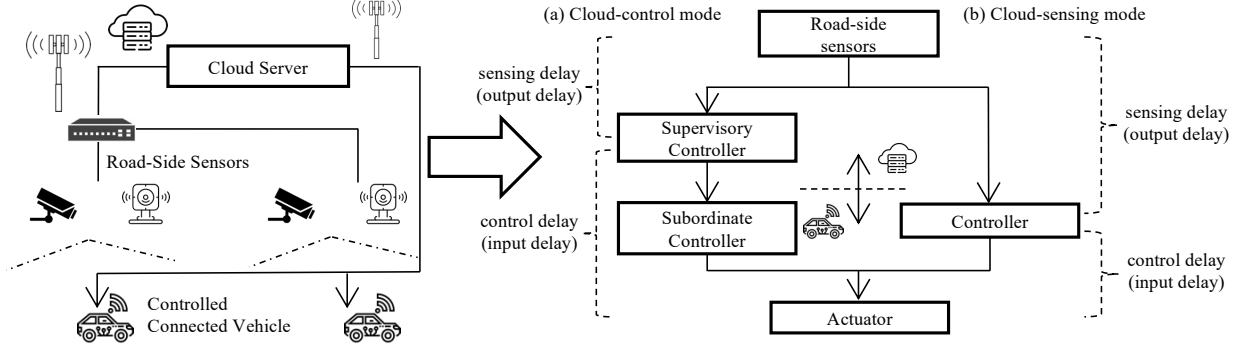 Cloud Server
Road-Side Sensors
Controlled
Connected Vehicle
(a) Cloud-control mode
(b) Cloud-sensing mode
Road-side
sensors
sensing delay
(output delay)
Supervisory
Controller
control delay
(input delay)
Subordinate
Controller
sensing delay
(output delay)
Controller
control delay
(input delay)
Actuator